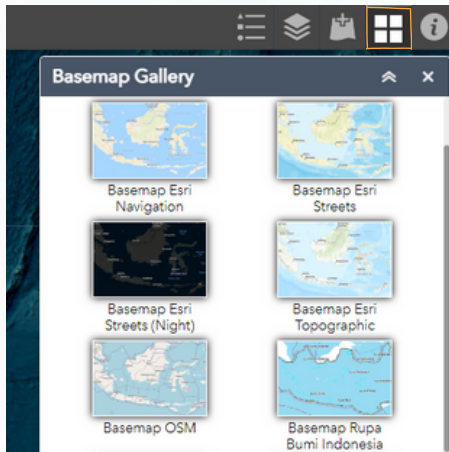 Basemap Gallery
Basemap Esri
Navigation
Basemap Esri
Streets
Basemap Esri
Streets (Night)
Basemap Esri
Topographic
Basemap OSM
Basemap Rupa
Bumi Indonesia